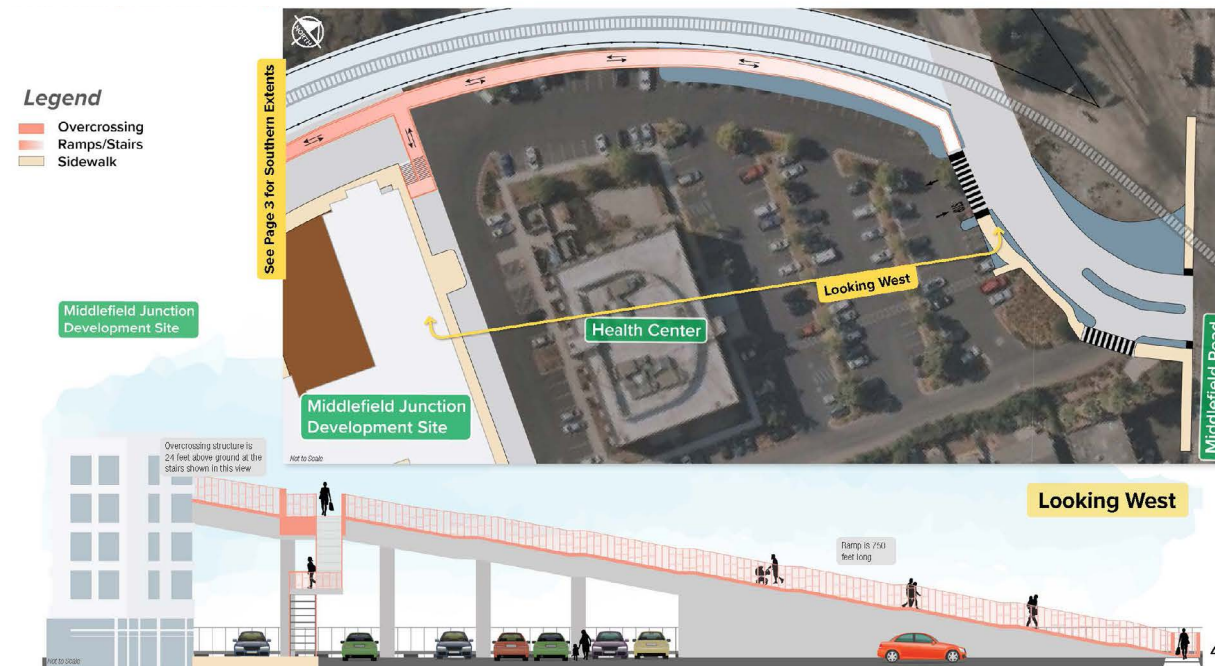 NORTH
Legend
Overcrossing
Ramps/Stairs
Sidewalk
See Page 3 for Southern Extents
Looking West
Health Center
Middlefield Junction
Development Site
Middlefield Road
Not to Scale
Middlefield Junction
Development Site
Overcrossing structure is
24 feet above ground at the
stairs shown in this view
Looking West
Ramp is 750
feet long
Not to Scale